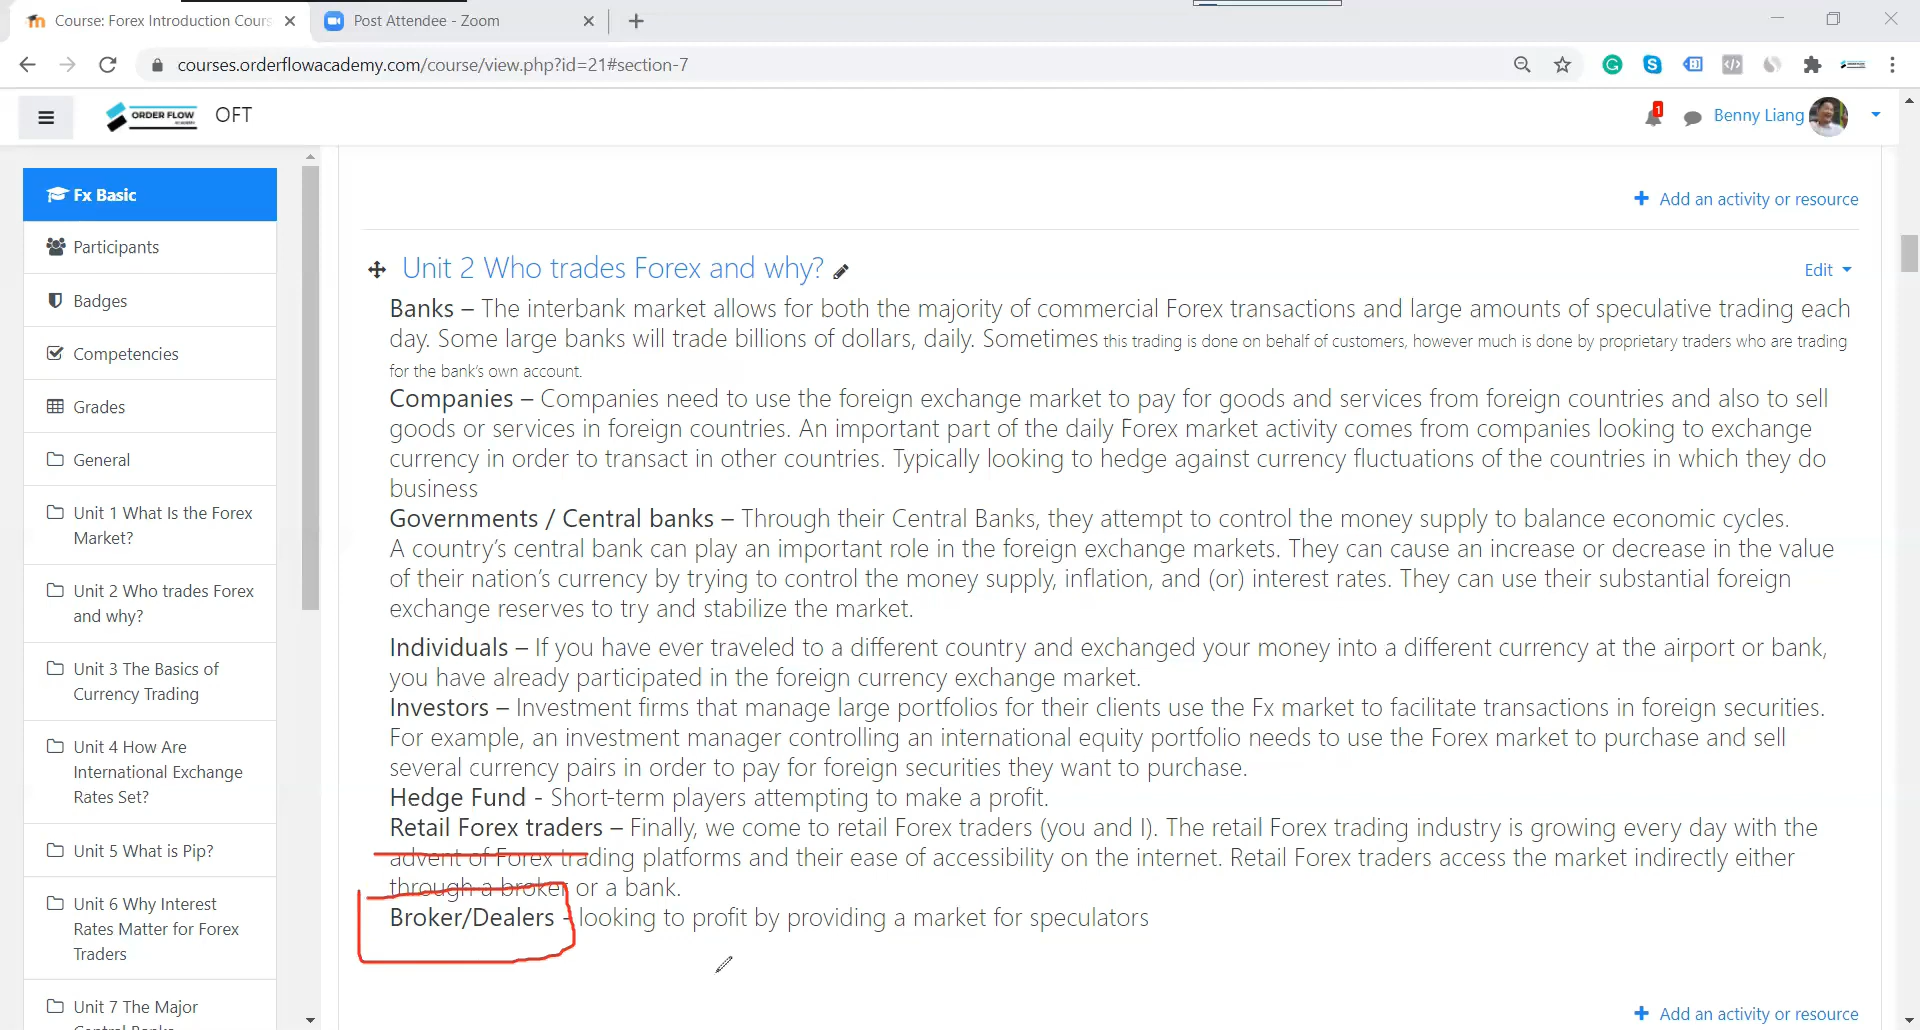 Course: Forex Introduction Cours
Post Attendee - Zoom
courses.orderflowacademy.com/course/view.php?id=21#section-7
ORDER FLOW
OFT
1
Benny Liang
Fx Basic
Participants
Badges
Competencies
Grades
General
Unit 1 What Is the Forex
Market?
Unit 2 Who trades Forex
and why?
Unit 3 The Basics of
Currency Trading
Unit 4 How Are
International Exchange
Rates Set?
Unit 5 What is Pip?
Unit 6 Why Interest
Rates Matter for Forex
Traders
Unit 7 The Major
Central Banks
Add an activity or resource
Unit 2 Who trades Forex and why?
Edit
Banks – The interbank market allows for both the majority of commercial Forex transactions and large amounts of speculative trading each
day. Some large banks will trade billions of dollars, daily. Sometimes this trading is done on behalf of customers, however much is done by proprietary traders who are trading
for the bank's own account.
Companies – Companies need to use the foreign exchange market to pay for goods and services from foreign countries and also to sell
goods or services in foreign countries. An important part of the daily Forex market activity comes from companies looking to exchange
currency in order to transact in other countries. Typically looking to hedge against currency fluctuations of the countries in which they do
business
Governments / Central banks – Through their Central Banks, they attempt to control the money supply to balance economic cycles.
A country's central bank can play an important role in the foreign exchange markets. They can cause an increase or decrease in the value
of their nation's currency by trying to control the money supply, inflation, and (or) interest rates. They can use their substantial foreign
exchange reserves to try and stabilize the market.
Individuals – If you have ever traveled to a different country and exchanged your money into a different currency at the airport or bank,
you have already participated in the foreign currency exchange market.
Investors – Investment firms that manage large portfolios for their clients use the Fx market to facilitate transactions in foreign securities.
For example, an investment manager controlling an international equity portfolio needs to use the Forex market to purchase and sell
several currency pairs in order to pay for foreign securities they want to purchase.
Hedge Fund - Short-term players attempting to make a profit.
Retail Forex traders – Finally, we come to retail Forex traders (you and I). The retail Forex trading industry is growing every day with the
advent of Forex trading platforms and their ease of accessibility on the internet. Retail Forex traders access the market indirectly either
through a broker or a bank.
Broker/Dealers - looking to profit by providing a market for speculators
Add an activity or resource